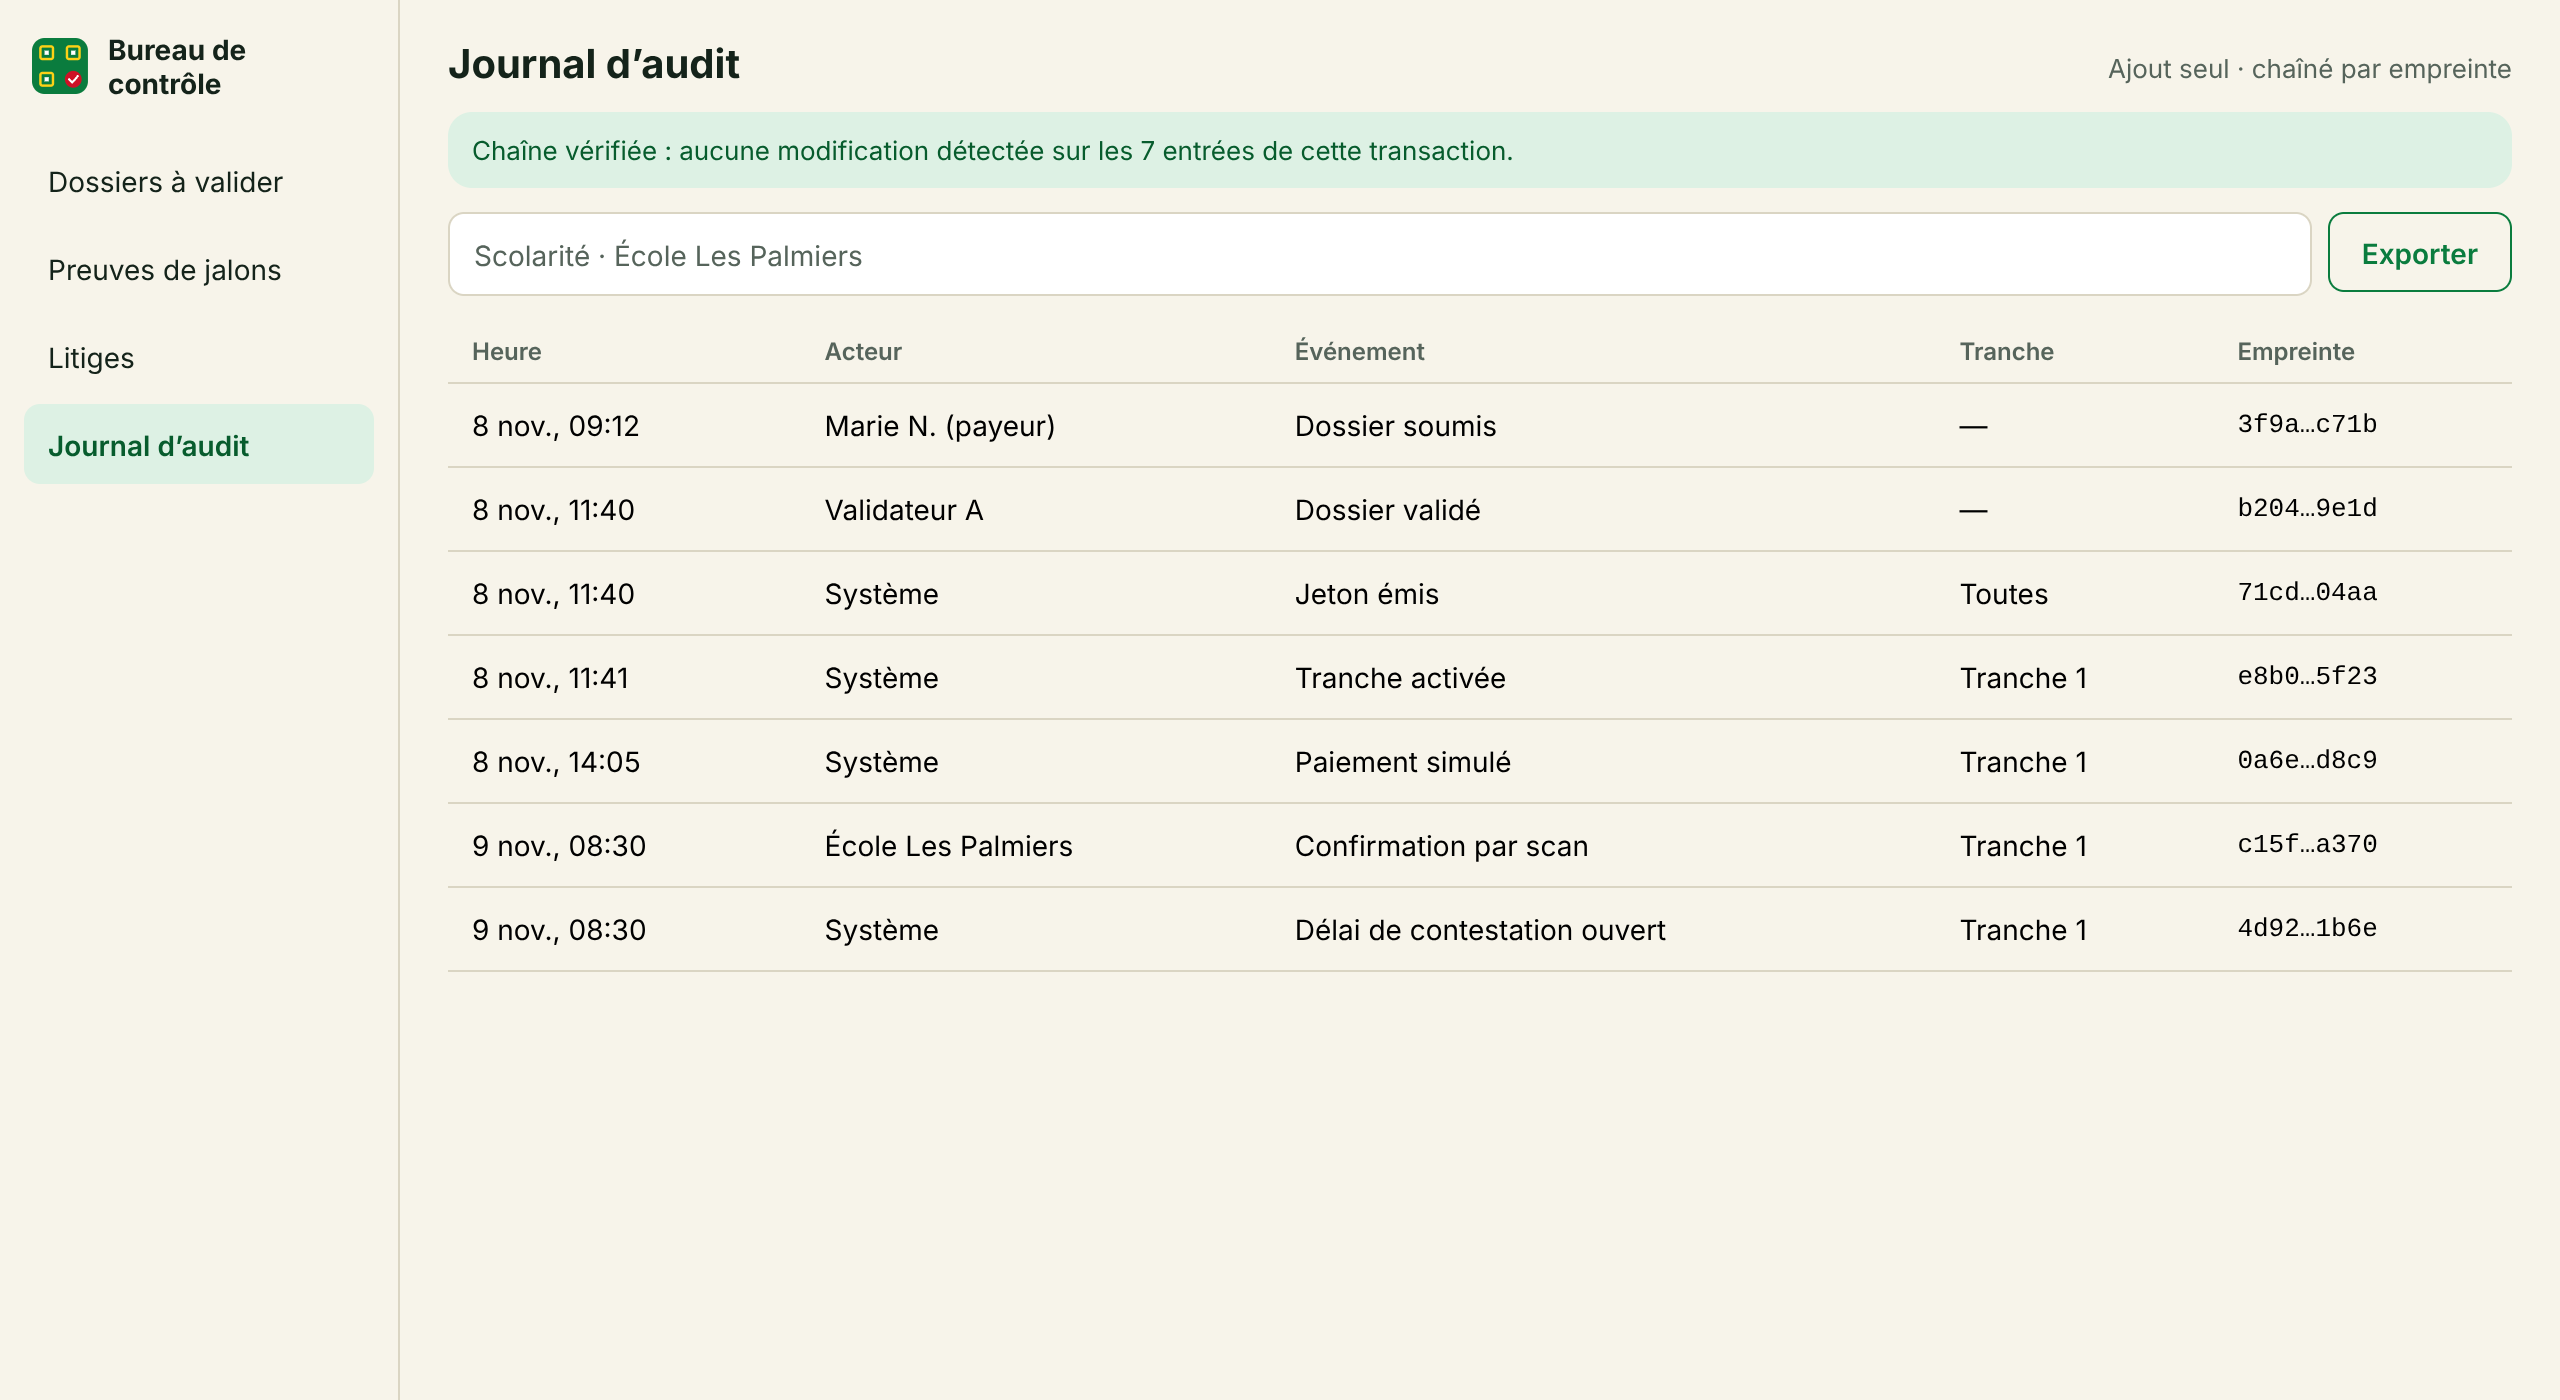 Bureau de
contrôle
Dossiers à valider
Preuves de jalons
Litiges
Journal d’audit
Journal d’audit
Ajout seul · chaîné par empreinte
Chaîne vérifiée : aucune modification détectée sur les 7 entrées de cette transaction.
Scolarité · École Les Palmiers
Exporter
Heure Acteur Événement Tranche Empreinte
8 nov., 09:12 Marie N. (payeur) Dossier soumis — 3f9a…c71b
8 nov., 11:40 Validateur A Dossier validé — b204…9e1d
8 nov., 11:40 Système Jeton émis Toutes 71cd…04aa
8 nov., 11:41 Système Tranche activée Tranche 1 e8b0…5f23
8 nov., 14:05 Système Paiement simulé Tranche 1 0a6e…d8c9
9 nov., 08:30 École Les Palmiers Confirmation par scan Tranche 1 c15f…a370
9 nov., 08:30 Système Délai de contestation ouvert Tranche 1 4d92…1b6e